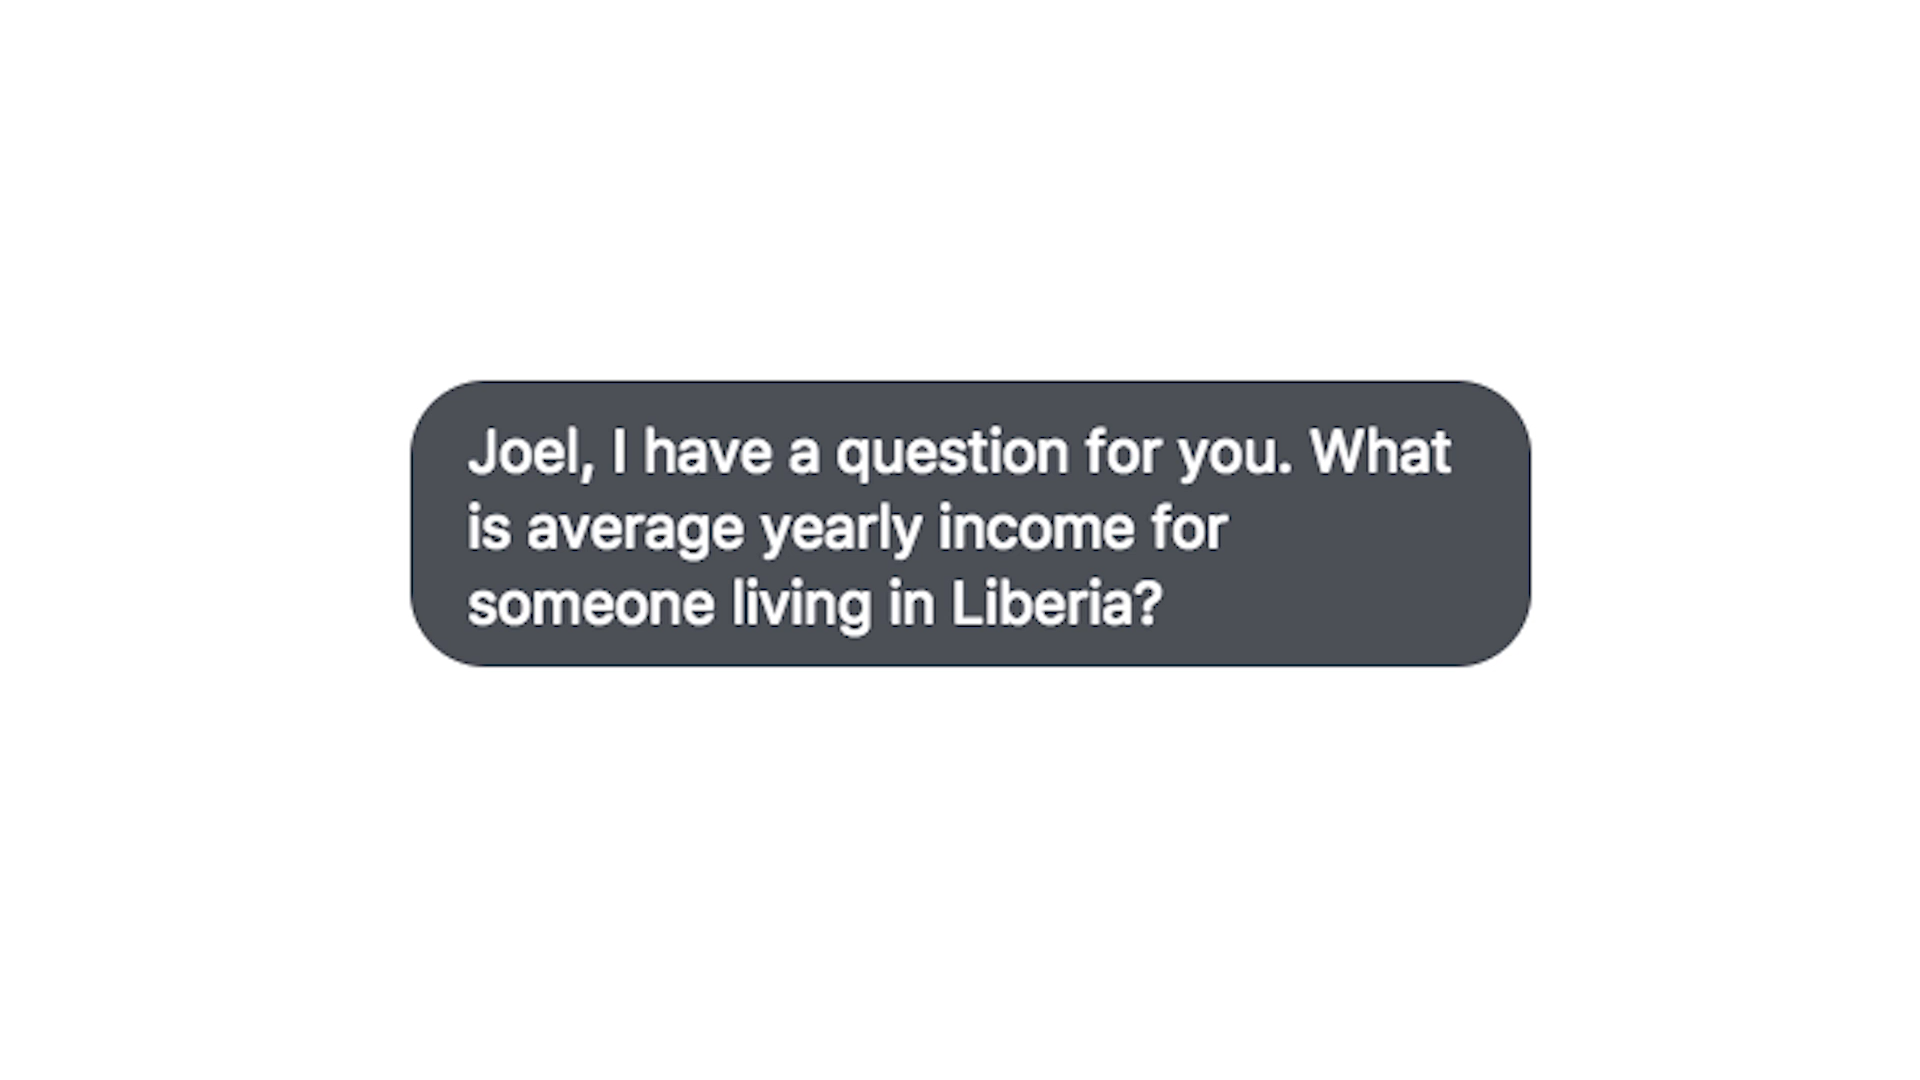 Joel, I have a question for you. What
is average yearly income for
someone living in Liberia?